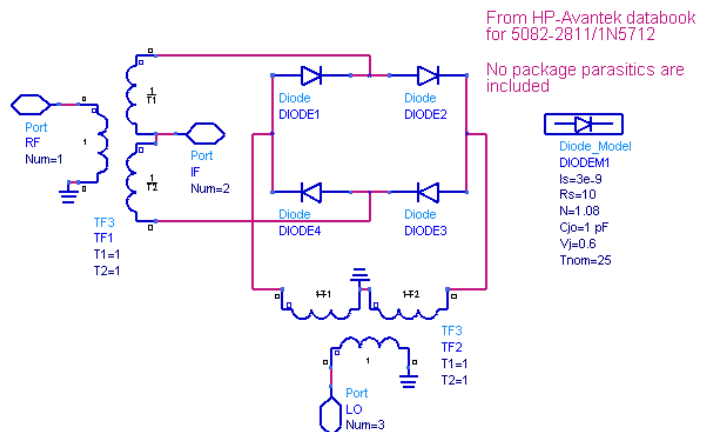 From HP-Avantek databook
for 5082-2811/1N5712
No package parasitics are
included
Port
RF
Num=1
1
1
T1
1
T2
Port
IF
Num=2
TF3
TF1
T1=1
T2=1
Diode
DIODE1
Diode
DIODE2
Diode
DIODE4
Diode
DIODE3
Diode_Model
DIODEM1
Is=3e-9
Rs=10
N=1.08
Cjo=1 pF
Vj=0.6
Tnom=25
1
TF3
TF2
T1=1
T2=1
Port
LO
Num=3